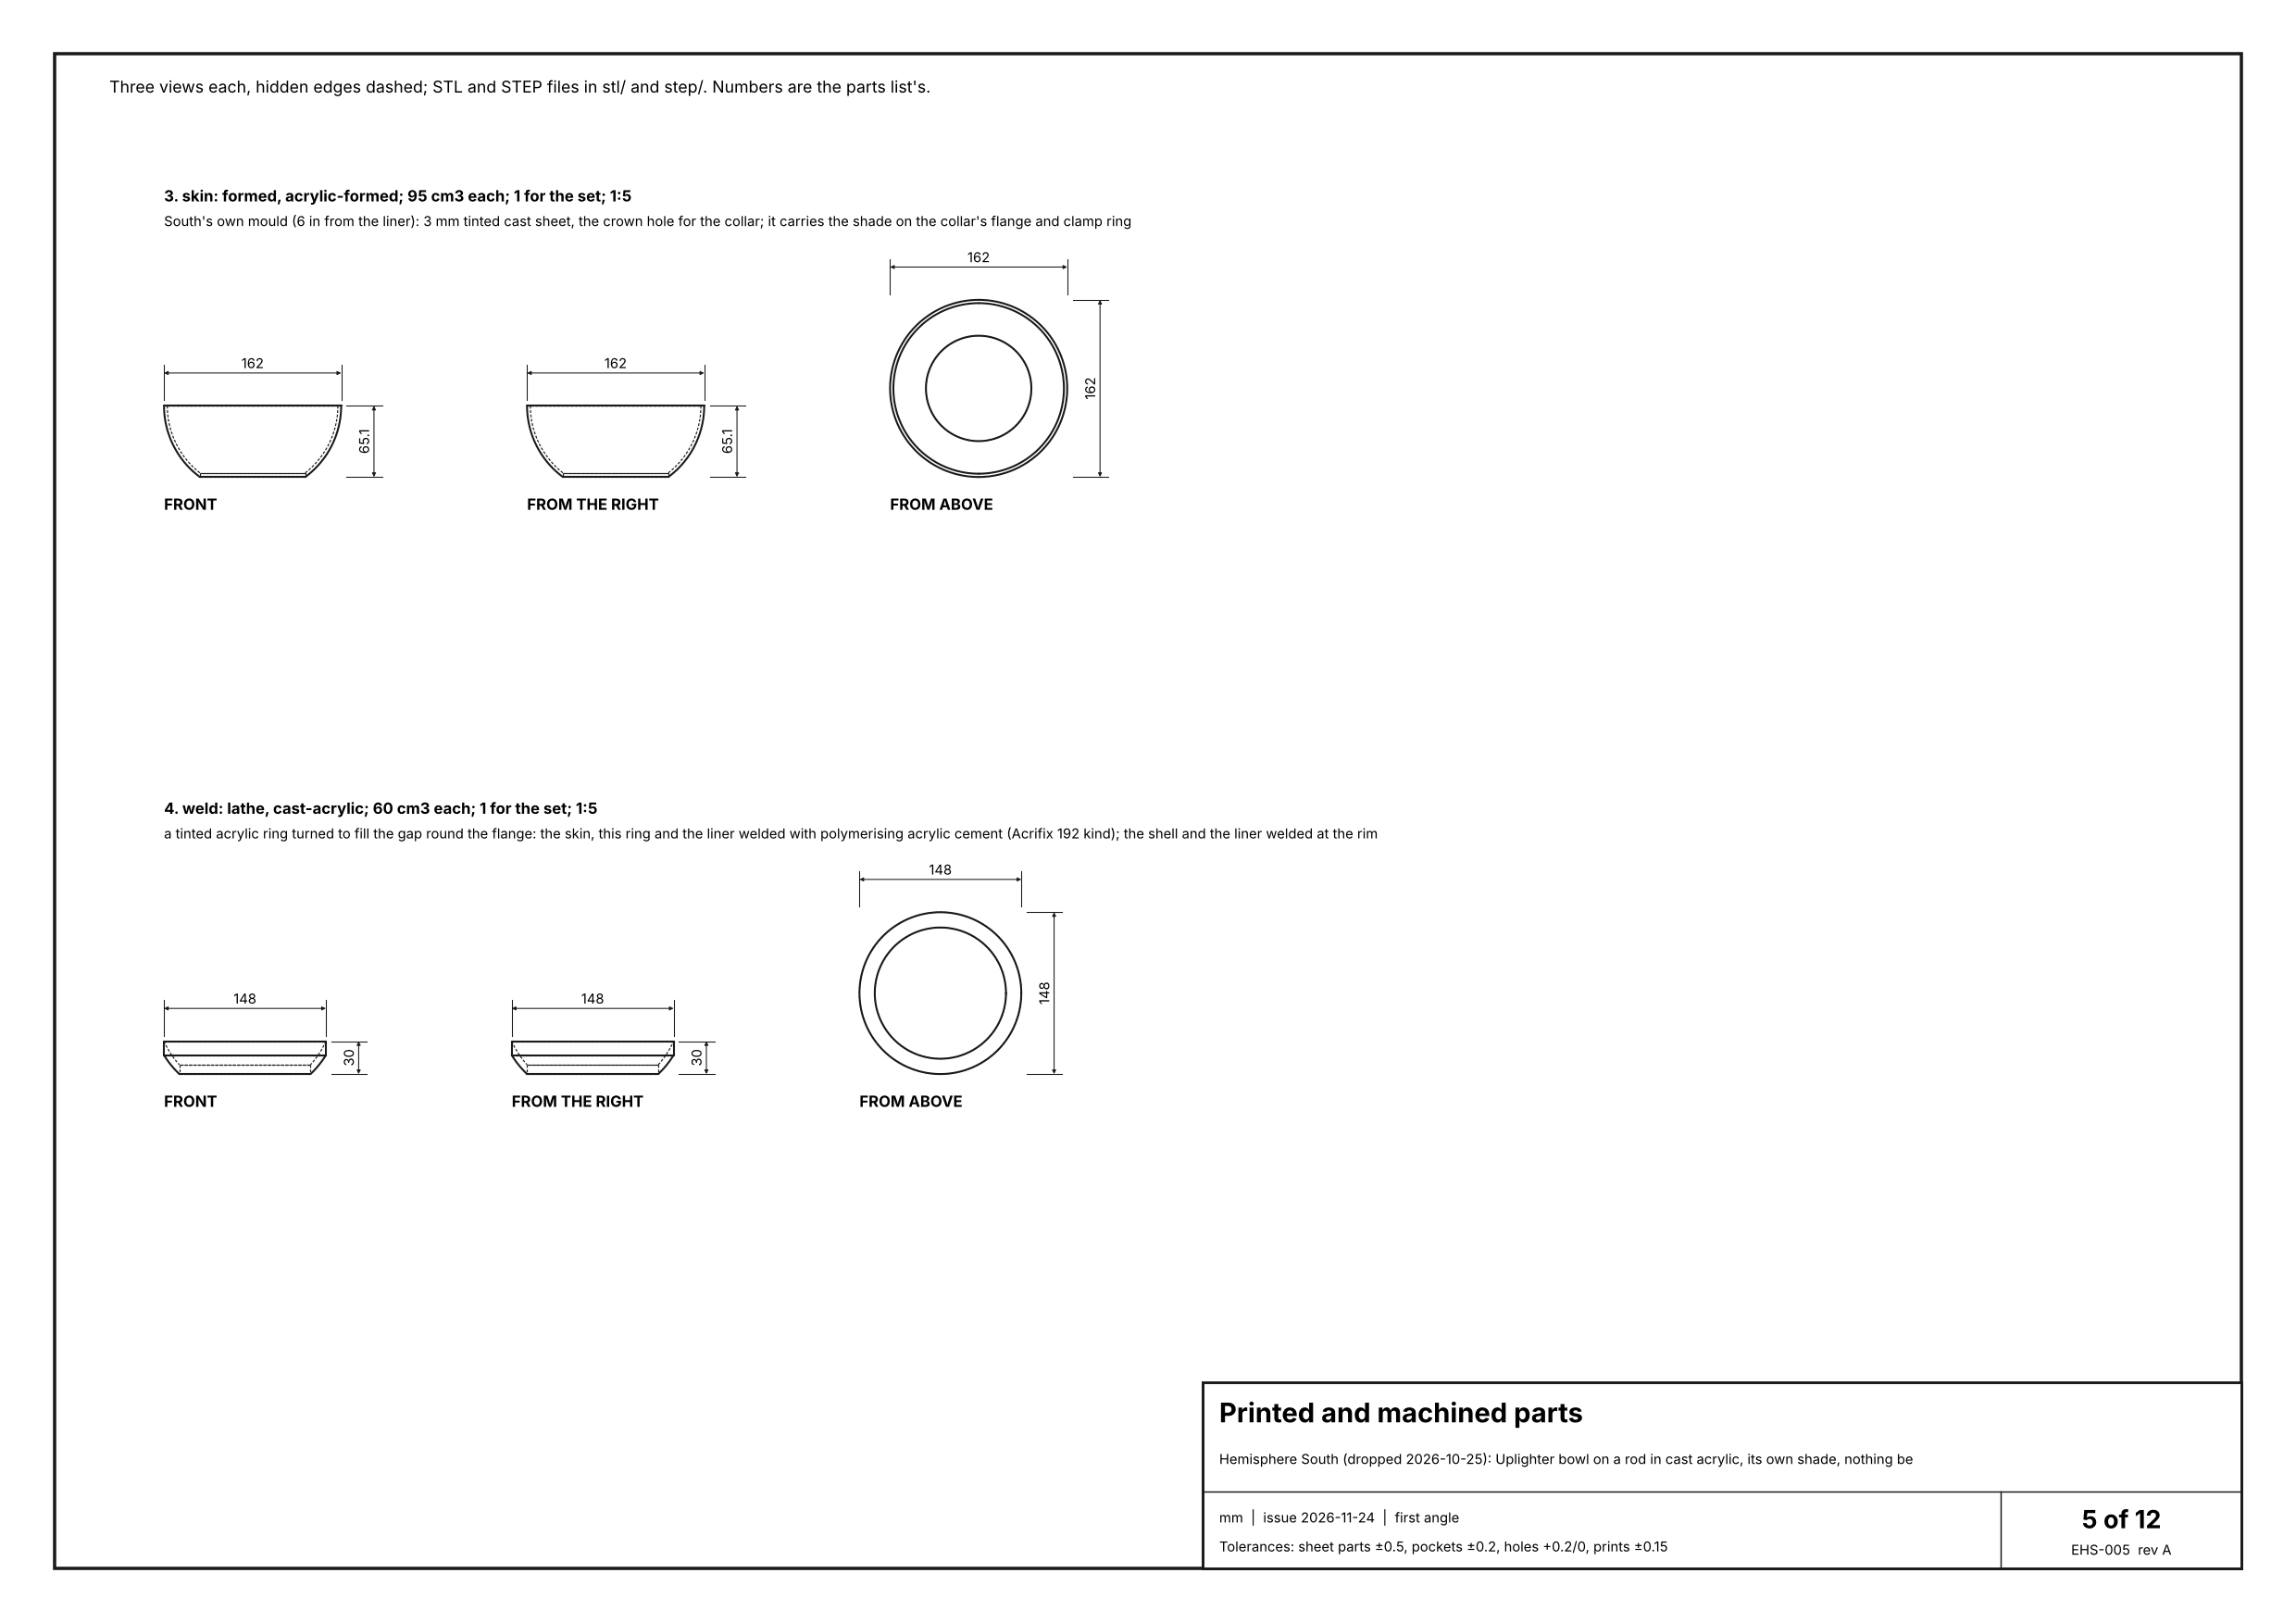 Three views each, hidden edges dashed; STL and STEP files in stl/ and step/. Numbers are the parts list's.
3. skin: formed, acrylic-formed; 95 cm3 each; 1 for the set; 1:5
South's own mould (6 in from the liner): 3 mm tinted cast sheet, the crown hole for the collar; it carries the shade on the collar's flange and clamp ring
162
162
162
162
65.1
65.1
FRONT
FROM THE RIGHT
FROM ABOVE
4. weld: lathe, cast-acrylic; 60 cm3 each; 1 for the set; 1:5
a tinted acrylic ring turned to fill the gap round the flange: the skin, this ring and the liner welded with polymerising acrylic cement (Acrifix 192 kind); the shell and the liner welded at the rim
148
148
148
148
30
30
FRONT
FROM THE RIGHT
FROM ABOVE
Printed and machined parts
Hemisphere South (dropped 2026-10-25): Uplighter bowl on a rod in cast acrylic, its own shade, nothing be
mm | issue 2026-11-24 | first angle
Tolerances: sheet parts ±0.5, pockets ±0.2, holes +0.2/0, prints ±0.15
5 of 12
EHS-005 rev A